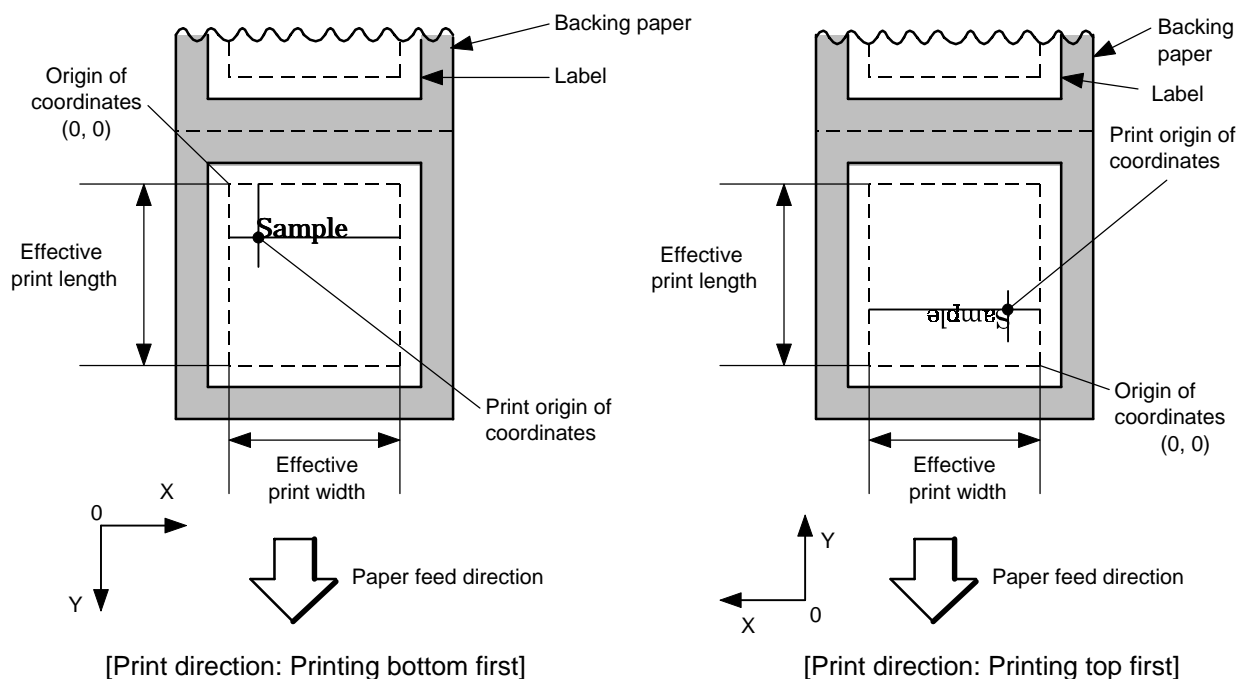 Backing paper
Label
Origin of
coordinates
(0, 0)
Sample
Effective
print length
Print origin of
coordinates
Effective
print width
X
0
Y
Paper feed direction
[Print direction: Printing bottom first]
Backing
paper
Label
Print origin of
coordinates
Effective
print length
Sample
Origin of
coordinates
(0, 0)
Effective
print width
Y
X
0
Paper feed direction
[Print direction: Printing top first]